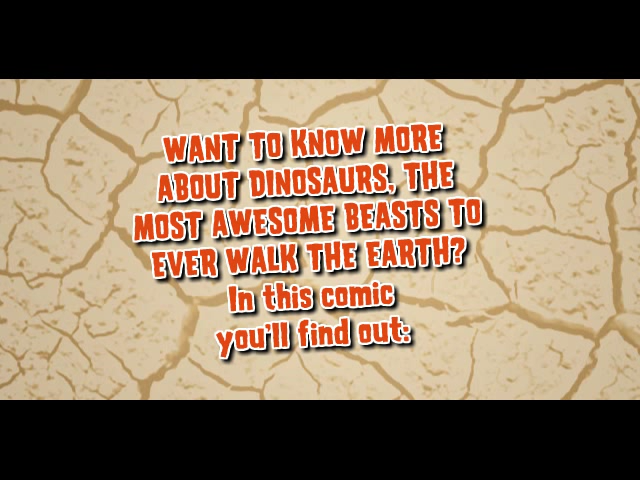 WANT TO KNOW MORE
ABOUT DINOSAURS, THE
MOST AWESOME BEASTS TO
EVER WALK THE EARTH?
In this comic
you'll find out: